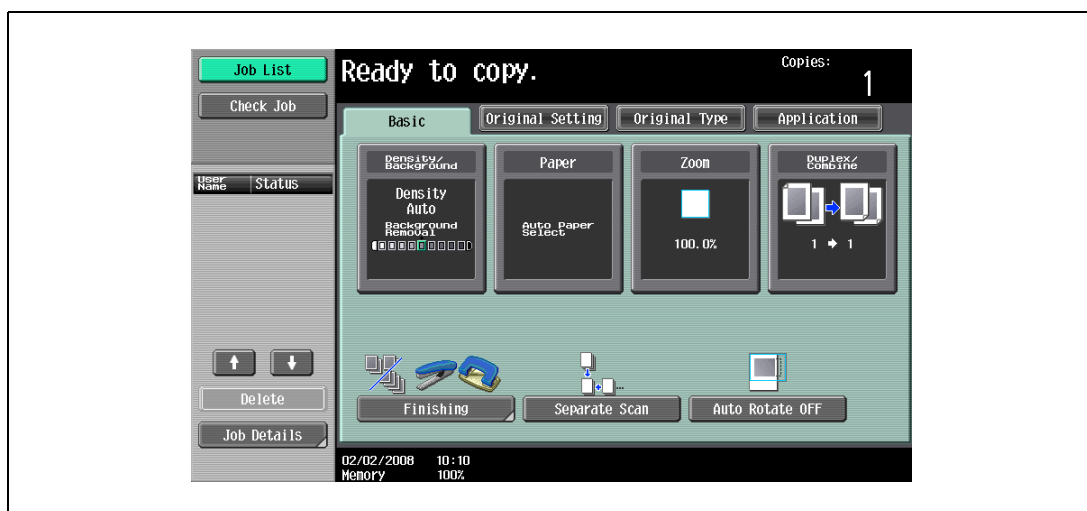 Job List
Check Job
User Name
Status
Delete
Job Details
Ready to copy.
Copies:
1
Basic
Original Setting
Original Type
Application
Density/
Background
Density
Auto
Background
Removal
Paper
Auto Paper
Select
Zoom
100.0%
Duplex/
Combine
1 → 1
Finishing
Separate Scan
Auto Rotate OFF
02/02/2008 10:10
Memory 100%